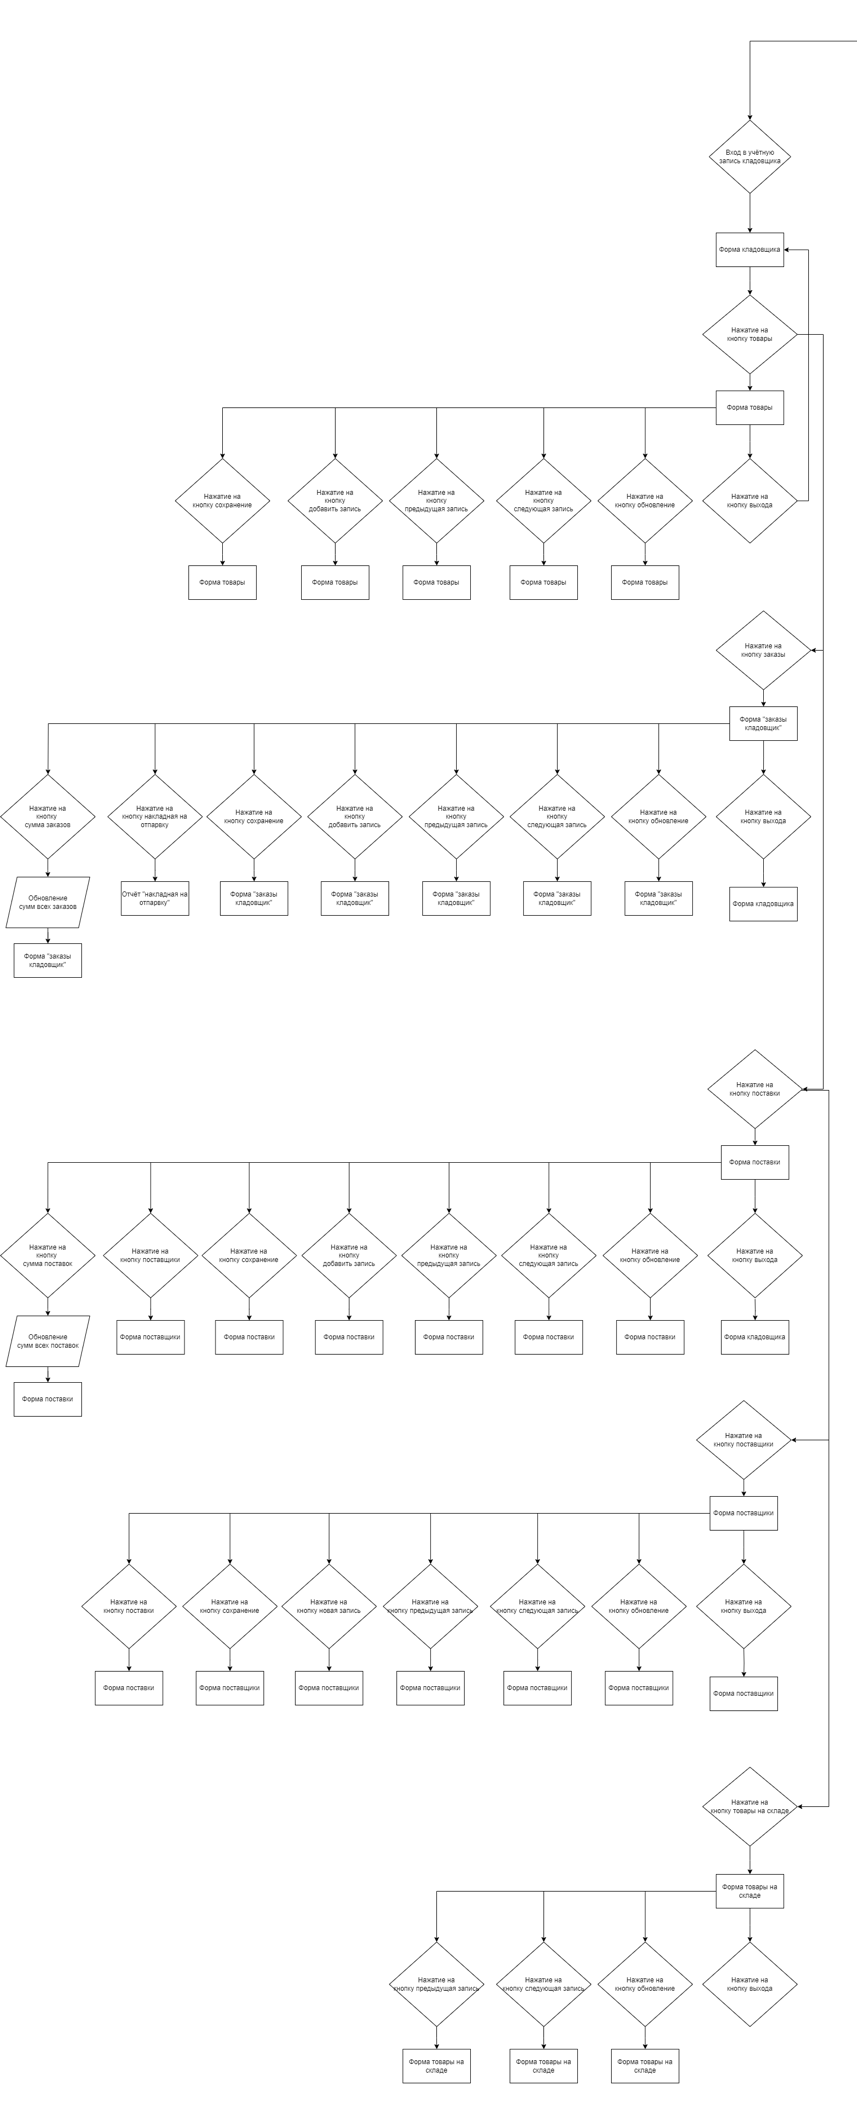 Вход в учётную
запись кладовщика
Форма кладовщика
Нажатие на
кнопку товары
Форма товары
Нажатие на
кнопку сохранение
Нажатие на
кнопку
добавить запись
Нажатие на
кнопку
предыдущая запись
Нажатие на
кнопку
следующая запись
Нажатие на
кнопку обновление
Нажатие на
кнопку выхода
Форма товары
Форма товары
Форма товары
Форма товары
Форма товары
Нажатие на
кнопку заказы
Форма "заказы
кладовщик"
Нажатие на
кнопку
сумма заказов
Нажатие на
кнопку накладная на
отпарвку
Нажатие на
кнопку сохранение
Нажатие на
кнопку
добавить запись
Нажатие на
кнопку
предыдущая запись
Нажатие на
кнопку
следующая запись
Нажатие на
кнопку обновление
Нажатие на
кнопку выхода
Обновление
сумм всех заказов
Отчёт "накладная на
отпарвку"
Форма "заказы
кладовщик"
Форма "заказы
кладовщик"
Форма "заказы
кладовщик"
Форма "заказы
кладовщик"
Форма "заказы
кладовщик"
Форма кладовщика
Форма "заказы
кладовщик"
Нажатие на
кнопку поставки
Форма поставки
Нажатие на
кнопку
сумма поставок
Нажатие на
кнопку поставщики
Нажатие на
кнопку сохранение
Нажатие на
кнопку
добавить запись
Нажатие на
кнопку
предыдущая запись
Нажатие на
кнопку
следующая запись
Нажатие на
кнопку обновление
Нажатие на
кнопку выхода
Обновление
сумм всех поставок
Форма поставщики
Форма поставки
Форма поставки
Форма поставки
Форма поставки
Форма поставки
Форма кладовщика
Форма поставки
Нажатие на
кнопку поставщики
Форма поставщики
Нажатие на
кнопку поставки
Нажатие на
кнопку сохранение
Нажатие на
кнопку новая запись
Нажатие на
кнопку предыдущая запись
Нажатие на
кнопку следующая запись
Нажатие на
кнопку обновление
Нажатие на
кнопку выхода
Форма поставки
Форма поставщики
Форма поставщики
Форма поставщики
Форма поставщики
Форма поставщики
Форма поставщики
Нажатие на
кнопку товары на складе
Форма товары на
складе
Нажатие на
кнопку предыдущая запись
Нажатие на
кнопку следующая запись
Нажатие на
кнопку обновление
Нажатие на
кнопку выхода
Форма товары на
складе
Форма товары на
складе
Форма товары на
складе